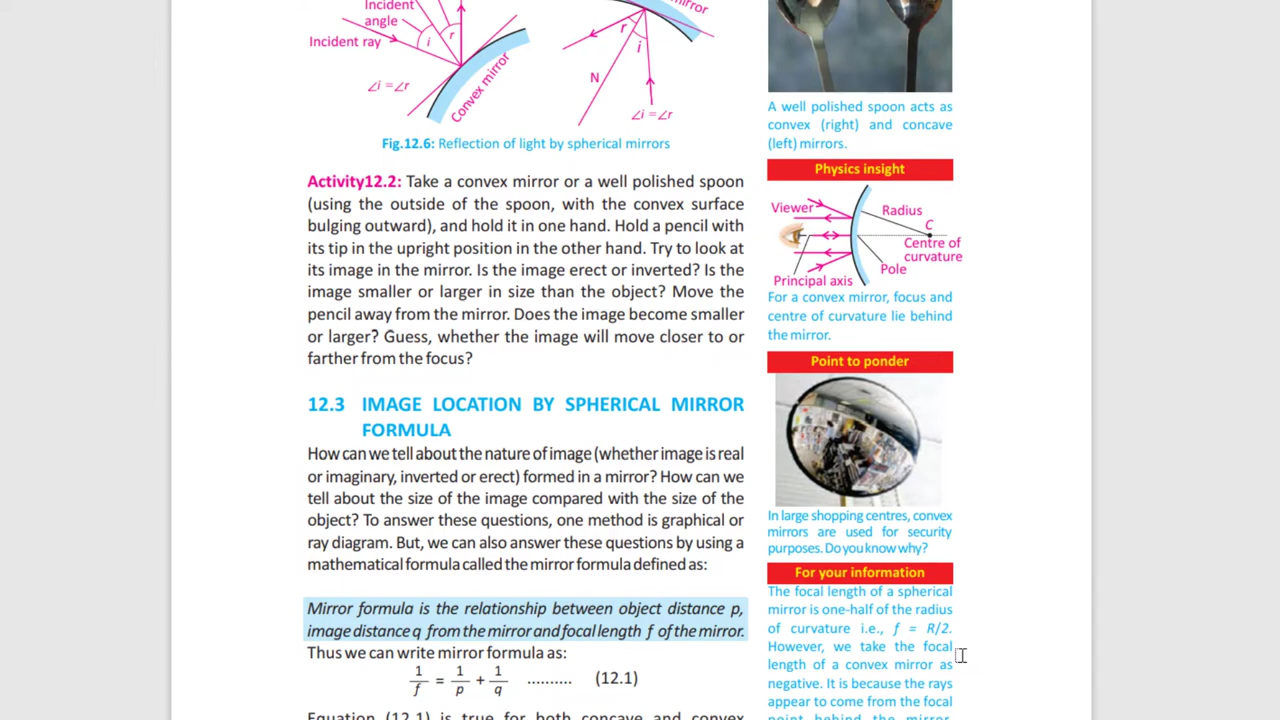 Incident
angle
Incident ray
i
r
∠i =∠r
Convex mirror
mirror
r
i
N
∠i =∠r
Fig.12.6: Reflection of light by spherical mirrors
Activity12.2: Take a convex mirror or a well polished spoon
(using the outside of the spoon, with the convex surface
bulging outward), and hold it in one hand. Hold a pencil with
its tip in the upright position in the other hand. Try to look at
its image in the mirror. Is the image erect or inverted? Is the
image smaller or larger in size than the object? Move the
pencil away from the mirror. Does the image become smaller
or larger? Guess, whether the image will move closer to or
farther from the focus?
12.3 IMAGE LOCATION BY SPHERICAL MIRROR
FORMULA
How can we tell about the nature of image (whether image is real
or imaginary, inverted or erect) formed in a mirror? How can we
tell about the size of the image compared with the size of the
object? To answer these questions, one method is graphical or
ray diagram. But, we can also answer these questions by using a
mathematical formula called the mirror formula defined as:
Mirror formula is the relationship between object distance p,
image distance q from the mirror and focal length f of the mirror.
Thus we can write mirror formula as:
1/f = 1/p + 1/q .......... (12.1)
Equation (12.1) is true for both concave and convex
A well polished spoon acts as
convex (right) and concave
(left) mirrors.
Physics insight
Viewer
Radius
C
Centre of
curvature
Pole
Principal axis
For a convex mirror, focus and
centre of curvature lie behind
the mirror.
Point to ponder
In large shopping centres, convex
mirrors are used for security
purposes. Do you know why?
For your information
The focal length of a spherical
mirror is one-half of the radius
of curvature i.e., f = R/2.
However, we take the focal
length of a convex mirror as
negative. It is because the rays
appear to come from the focal
point behind the mirror.